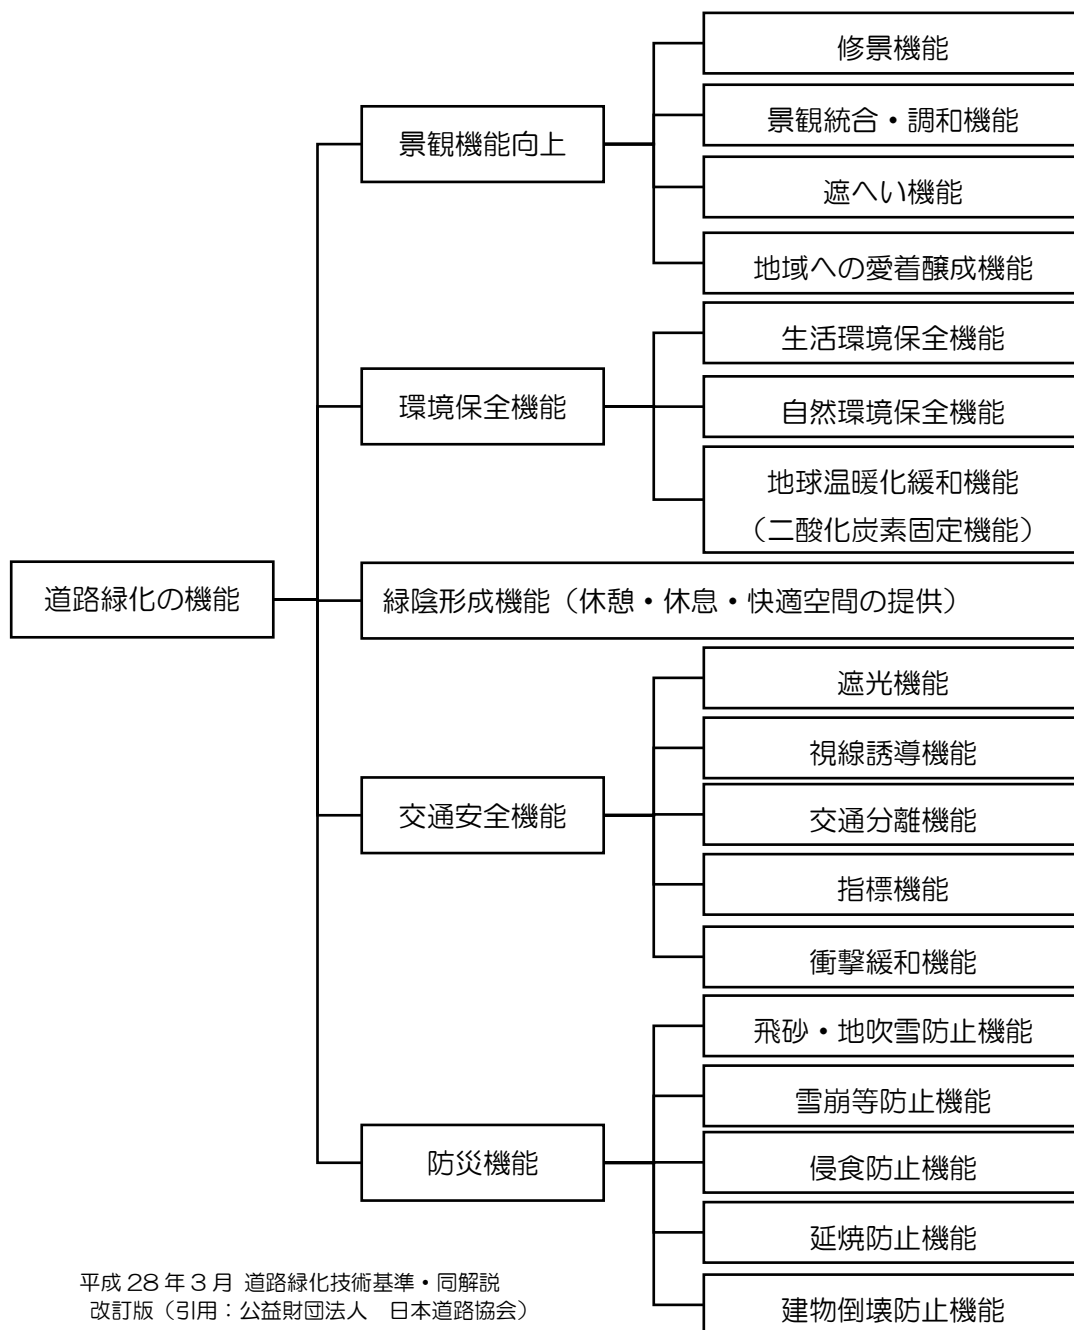 道路緑化の機能
景観機能向上
修景機能
景観統合・調和機能
遮へい機能
地域への愛着醸成機能
環境保全機能
生活環境保全機能
自然環境保全機能
地球温暖化緩和機能
（二酸化炭素固定機能）
緑陰形成機能（休憩・休息・快適空間の提供）
交通安全機能
遮光機能
視線誘導機能
交通分離機能
指標機能
衝撃緩和機能
防災機能
飛砂・地吹雪防止機能
雪崩等防止機能
侵食防止機能
延焼防止機能
建物倒壊防止機能
平成28年3月 道路緑化技術基準・同解説
改訂版（引用：公益財団法人　日本道路協会）